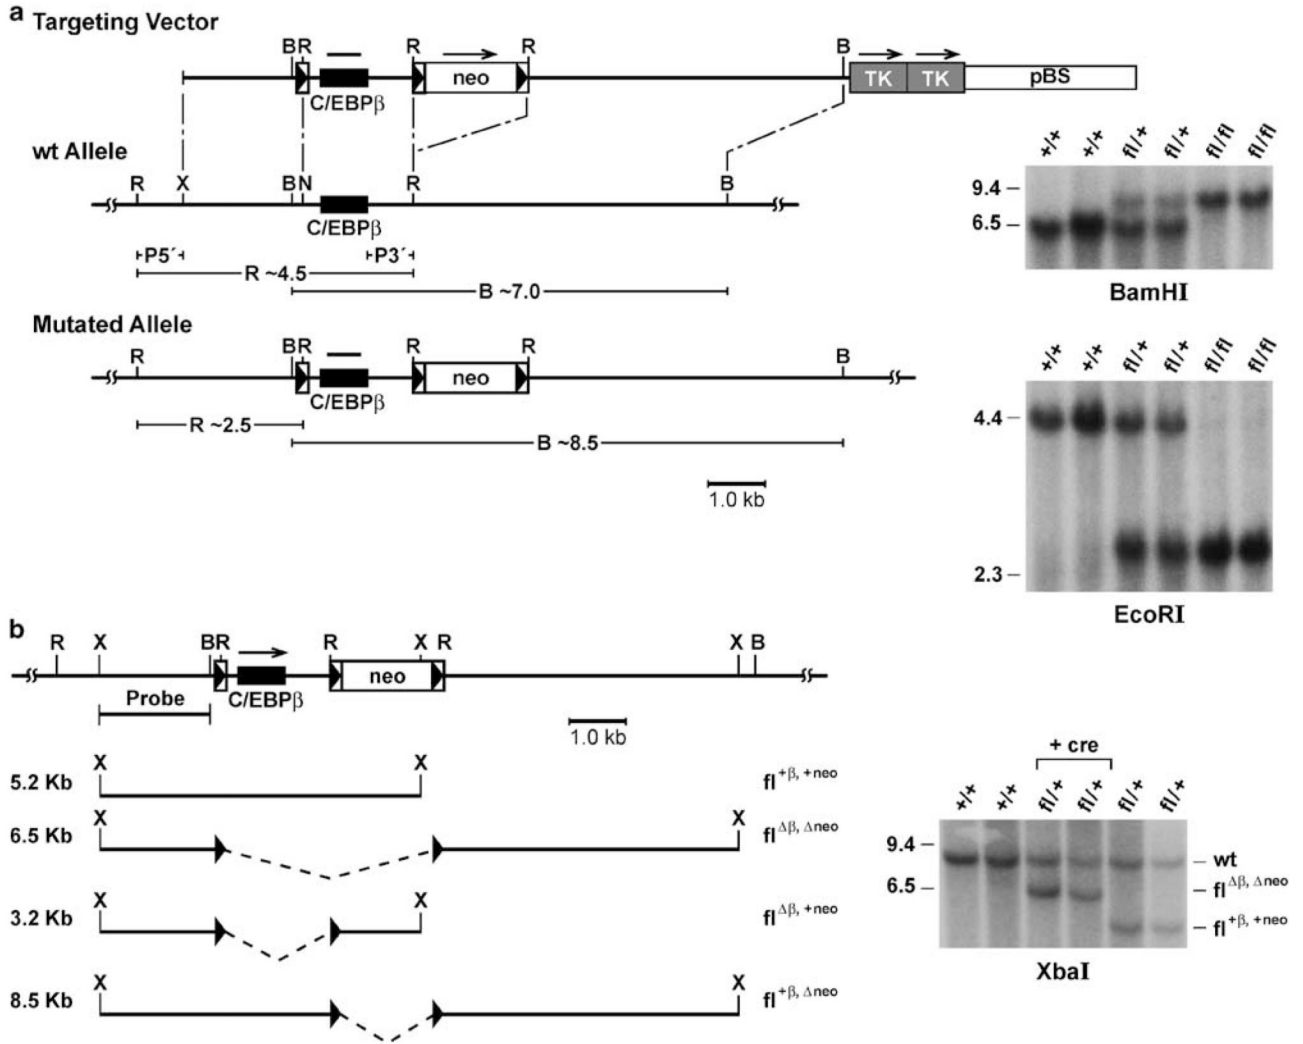 a
Targeting Vector
B R R R B
neo TK TK pBS
C/EBPβ
wt Allele
R X B N R B
C/EBPβ
P5´ P3´
R ~4.5
B ~7.0
Mutated Allele
R B R R R B
neo
C/EBPβ
R ~2.5
B ~8.5
1.0 kb
+/+ +/+ fl/+ fl/+ fl/fl fl/fl
9.4
6.5
BamHI
+/+ +/+ fl/+ fl/+ fl/fl fl/fl
4.4
2.3
EcoRI
b
R X B R R X R X B
neo
C/EBPβ
Probe
1.0 kb
X X
5.2 Kb fl+β, +neo
X X
6.5 Kb flΔβ, Δneo
X X
3.2 Kb flΔβ, +neo
X X
8.5 Kb fl+β, Δneo
+ cre
+/+ +/+ fl/+ fl/+ fl/+ fl/+
9.4 wt
6.5 flΔβ, Δneo
fl+β, +neo
XbaI